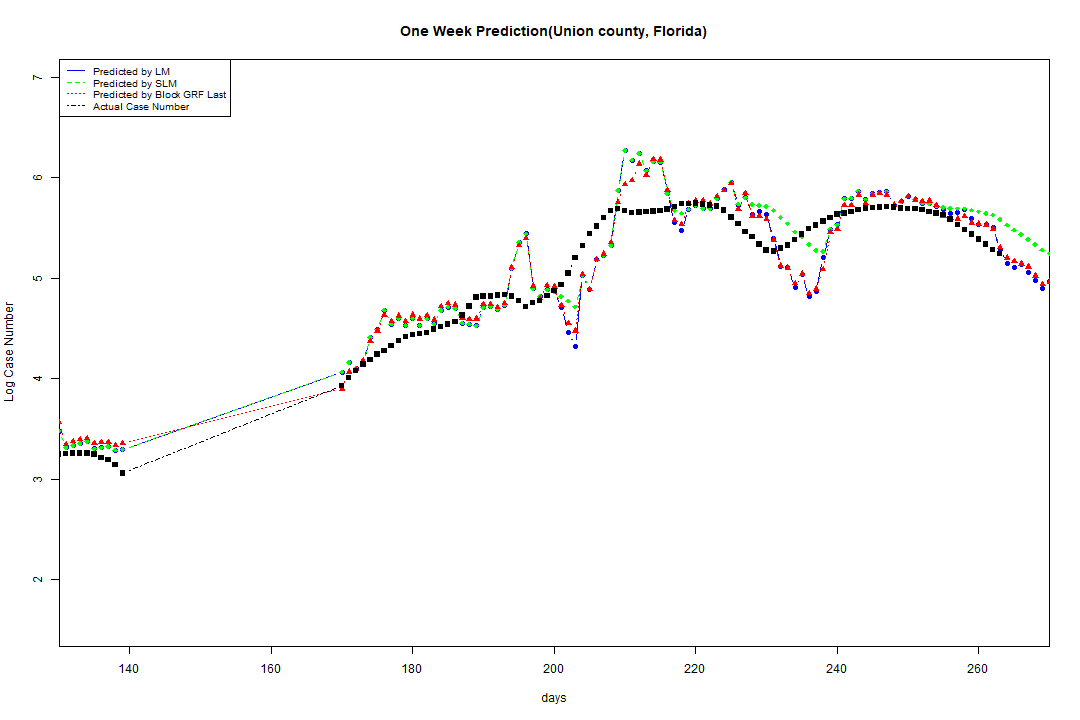 One Week Prediction(Union county, Florida)
Predicted by LM
Predicted by SLM
Predicted by Block GRF Last
Actual Case Number
7
6
5
4
3
2
Log Case Number
140 160 180 200 220 240 260
days